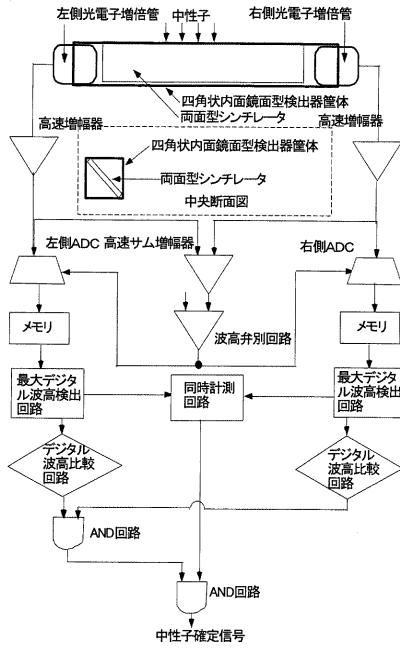 左側光電子増倍管
中性子
右側光電子増倍管
四角状内面鏡面型検出器筐体
両面型シンチレータ
高速増幅器
高速増幅器
四角状内面鏡面型検出器筐体
両面型シンチレータ
中央断面図
左側ADC
高速サム増幅器
右側ADC
メモリ
波高弁別回路
メモリ
最大デジタ
ル波高検出
回路
同時計測
回路
最大デジタ
ル波高検出
回路
デジタル
波高比較
回路
デジタル
波高比較
回路
AND回路
AND回路
中性子確定信号